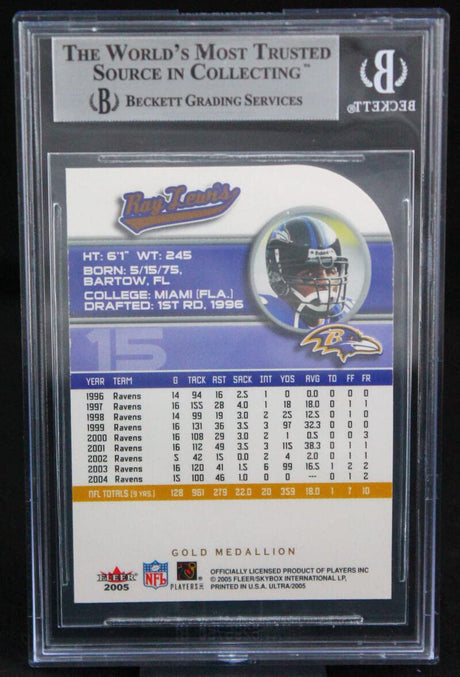 THE WORLD'S MOST TRUSTED
SOURCE IN COLLECTING™
B BECKETT GRADING SERVICES
B
BECKETT
Ray Lewis
HT: 6'1" WT: 245
BORN: 5/15/75,
BARTOW, FL
COLLEGE: MIAMI (FLA.)
DRAFTED: 1ST RD, 1996
15
YEAR TEAM G TACK AST SACK INT YDS AVG TD FF FR
1996 Ravens 14 94 16 2.5 1 0 0.0 0 0 0
1997 Ravens 16 155 28 4.0 1 18 18.0 0 1 1
1998 Ravens 14 99 19 3.0 2 25 12.5 0 1 0
1999 Ravens 16 131 36 3.5 3 97 32.3 0 0 0
2000 Ravens 16 108 29 3.0 2 1 0.5 0 0 3
2001 Ravens 16 112 49 3.5 3 115 38.3 0 1 1
2002 Ravens 5 42 15 0.0 2 4 2.0 0 1 1
2003 Ravens 16 120 41 1.5 6 99 16.5 1 2 2
2004 Ravens 15 100 46 1.0 0 0 --- 0 1 2
NFL TOTALS (9 YRS.) 128 961 279 22.0 20 359 18.0 1 7 10
GOLD MEDALLION
FLEER
2005
NFL
PLAYERS INC
OFFICIALLY LICENSED PRODUCT OF PLAYERS INC
© 2005 FLEER/SKYBOX INTERNATIONAL LP,
PRINTED IN U.S.A. ULTRA/2005